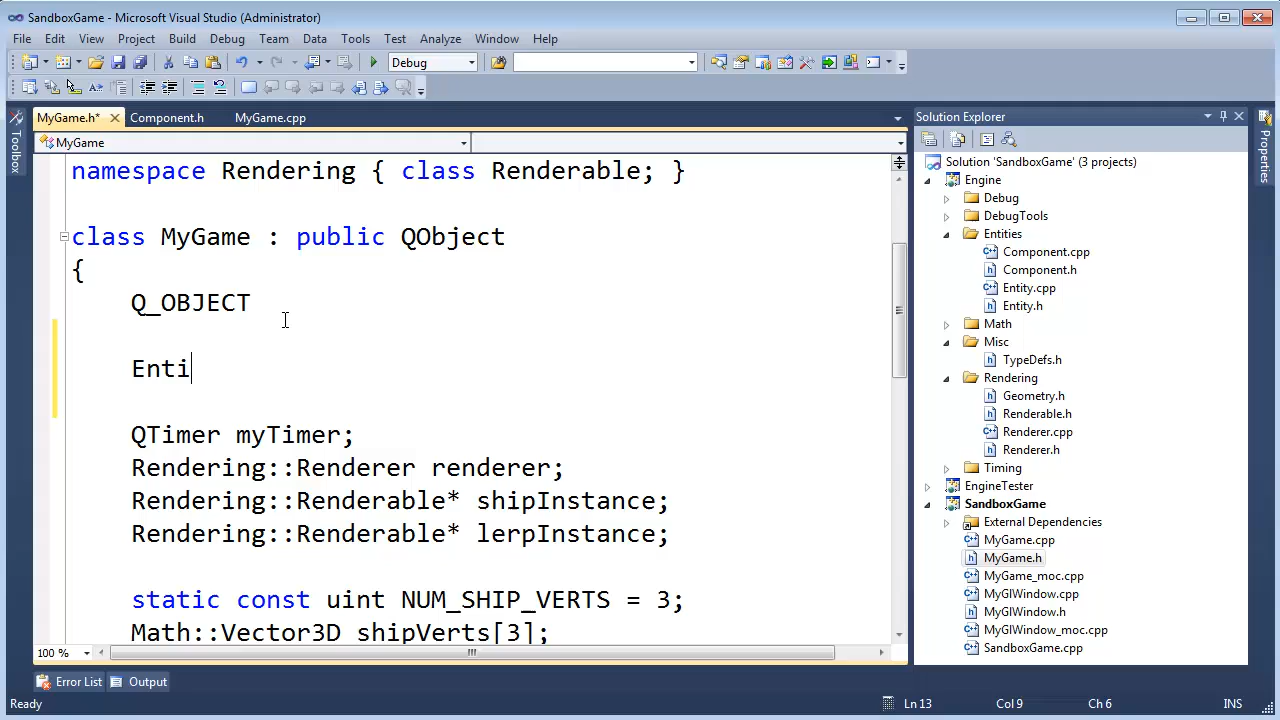 SandboxGame - Microsoft Visual Studio (Administrator)
File Edit View Project Build Debug Team Data Tools Test Analyze Window Help
Debug
MyGame.h* Component.h MyGame.cpp
MyGame
Toolbox
namespace Rendering { class Renderable; }
class MyGame : public QObject
{
Q_OBJECT
Enti
QTimer myTimer;
Rendering::Renderer renderer;
Rendering::Renderable* shipInstance;
Rendering::Renderable* lerpInstance;
static const uint NUM_SHIP_VERTS = 3;
Math::Vector3D shipVerts[3];
100 %
Solution Explorer
Solution 'SandboxGame' (3 projects)
Engine
Debug
DebugTools
Entities
Component.cpp
Component.h
Entity.cpp
Entity.h
Math
Misc
TypeDefs.h
Rendering
Geometry.h
Renderable.h
Renderer.cpp
Renderer.h
Timing
EngineTester
SandboxGame
External Dependencies
MyGame.cpp
MyGame.h
MyGame_moc.cpp
MyGlWindow.cpp
MyGlWindow.h
MyGlWindow_moc.cpp
SandboxGame.cpp
Properties
Error List Output
Ready Ln 13 Col 9 Ch 6 INS